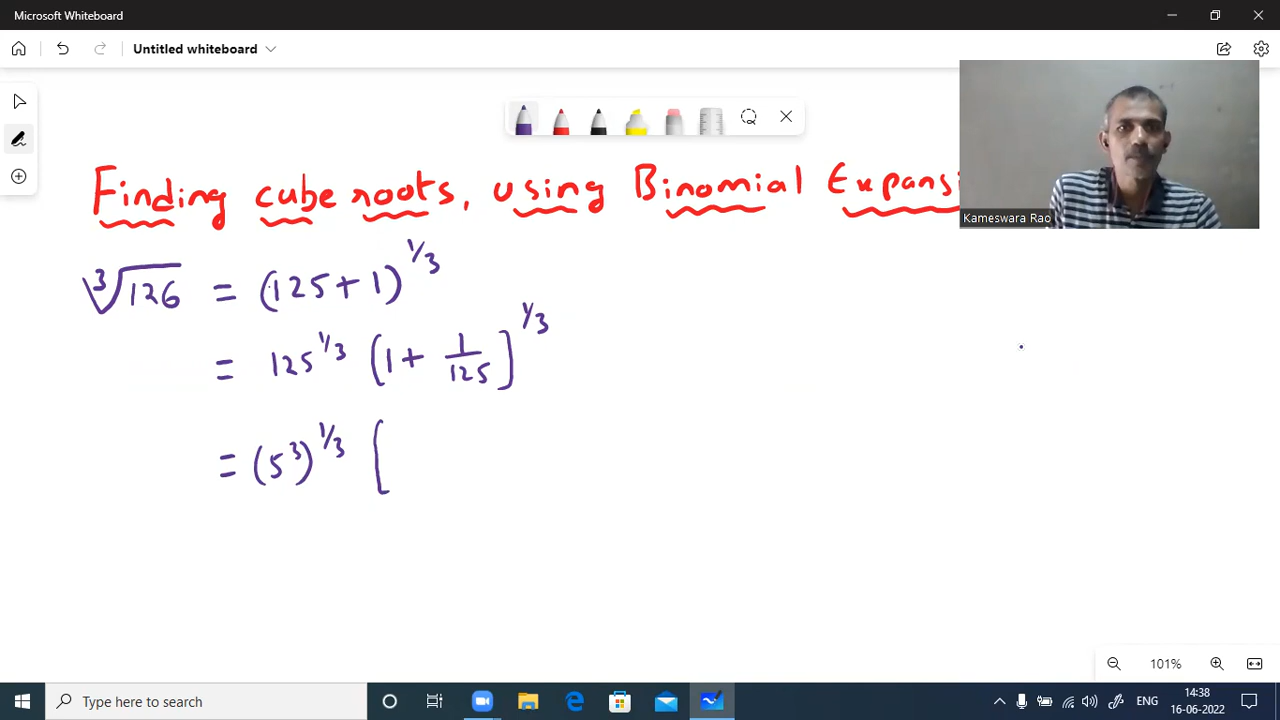 Microsoft Whiteboard
Untitled whiteboard
Finding cube roots, using Binomial Expansi
Kameswara Rao
∛126 = (125+1)^1/3
= 125^1/3 [1 + 1/125]^1/3
= (5³)^1/3 [
101%
Type here to search
ENG
14:38
16-06-2022